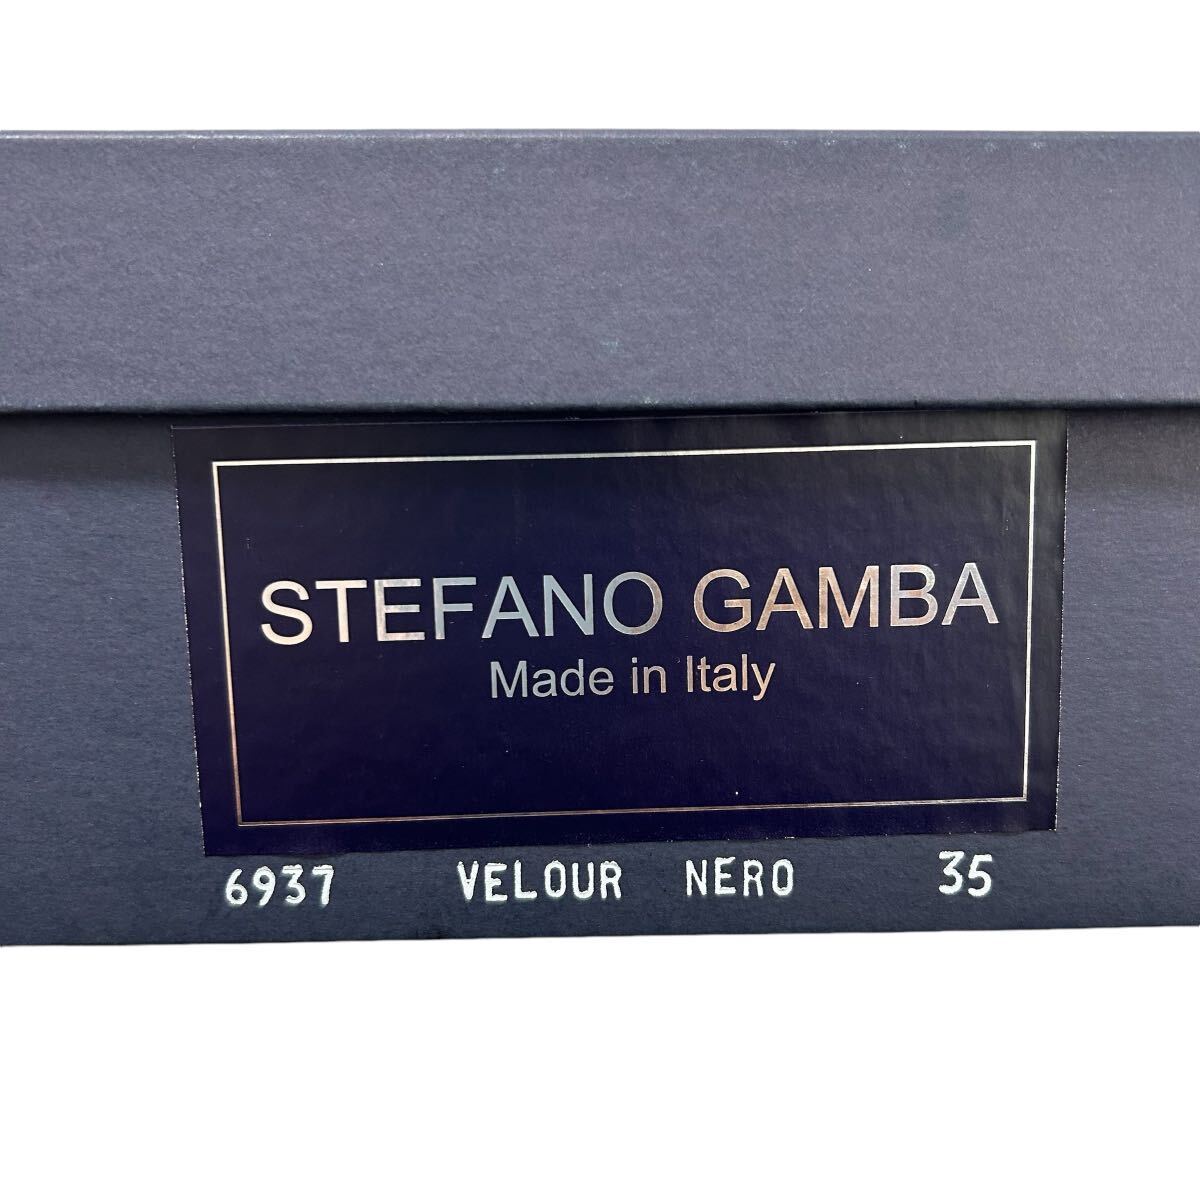 STEFANO GAMBA
Made in Italy
6937 VELOUR NERO 35